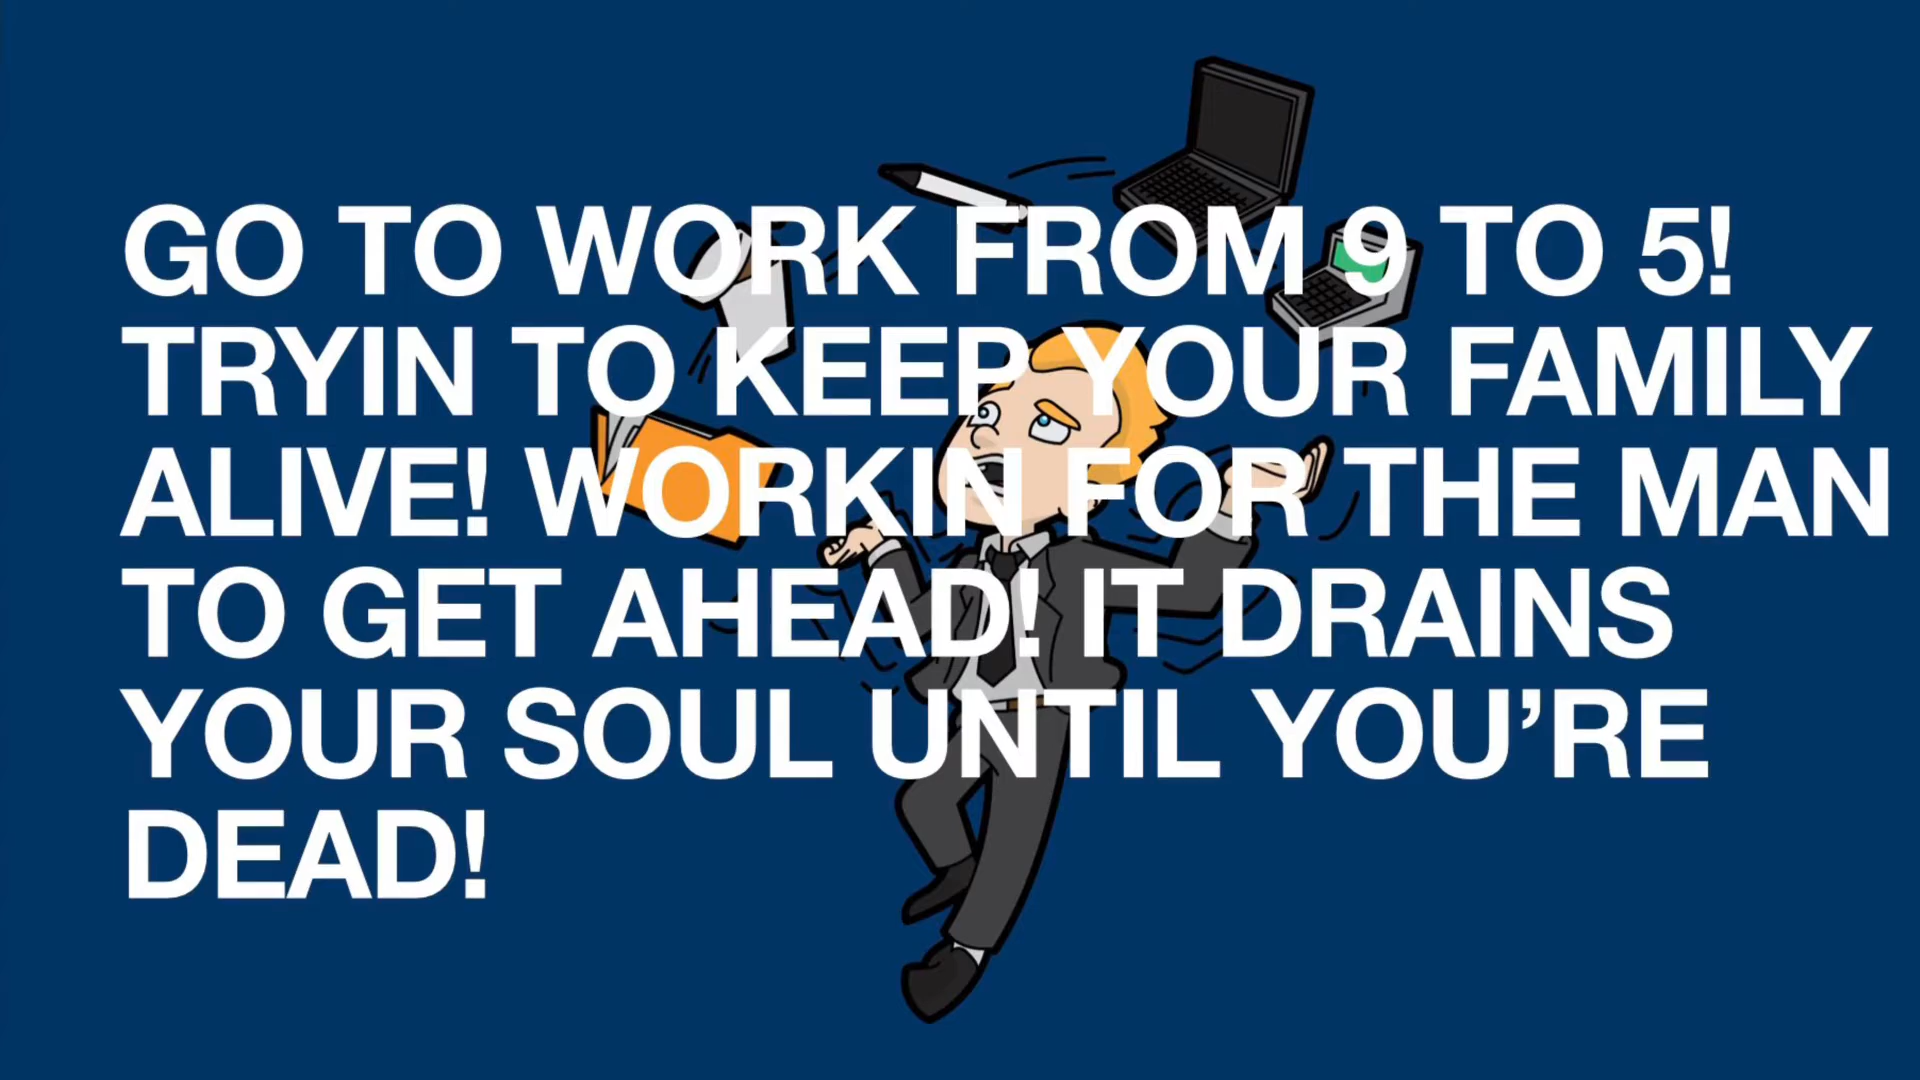 GO TO WORK FROM 9 TO 5!
TRYIN TO KEEP YOUR FAMILY
ALIVE! WORKIN FOR THE MAN
TO GET AHEAD! IT DRAINS
YOUR SOUL UNTIL YOU’RE
DEAD!